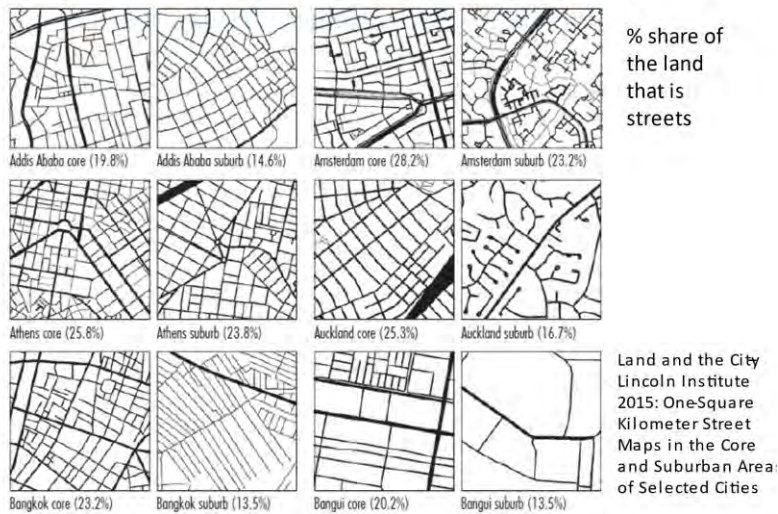 % share of
the land
that is
streets
Addis Ababa core (19.8%)
Addis Ababa suburb (14.6%)
Amsterdam core (28.2%)
Amsterdam suburb (23.2%)
Athens core (25.8%)
Athens suburb (23.8%)
Auckland core (25.3%)
Auckland suburb (16.7%)
Bangkok core (23.2%)
Bangkok suburb (13.5%)
Bangui core (20.2%)
Bangui suburb (13.5%)
Land and the City
Lincoln Institute
2015: One-Square
Kilometer Street
Maps in the Core
and Suburban Areas
of Selected Cities